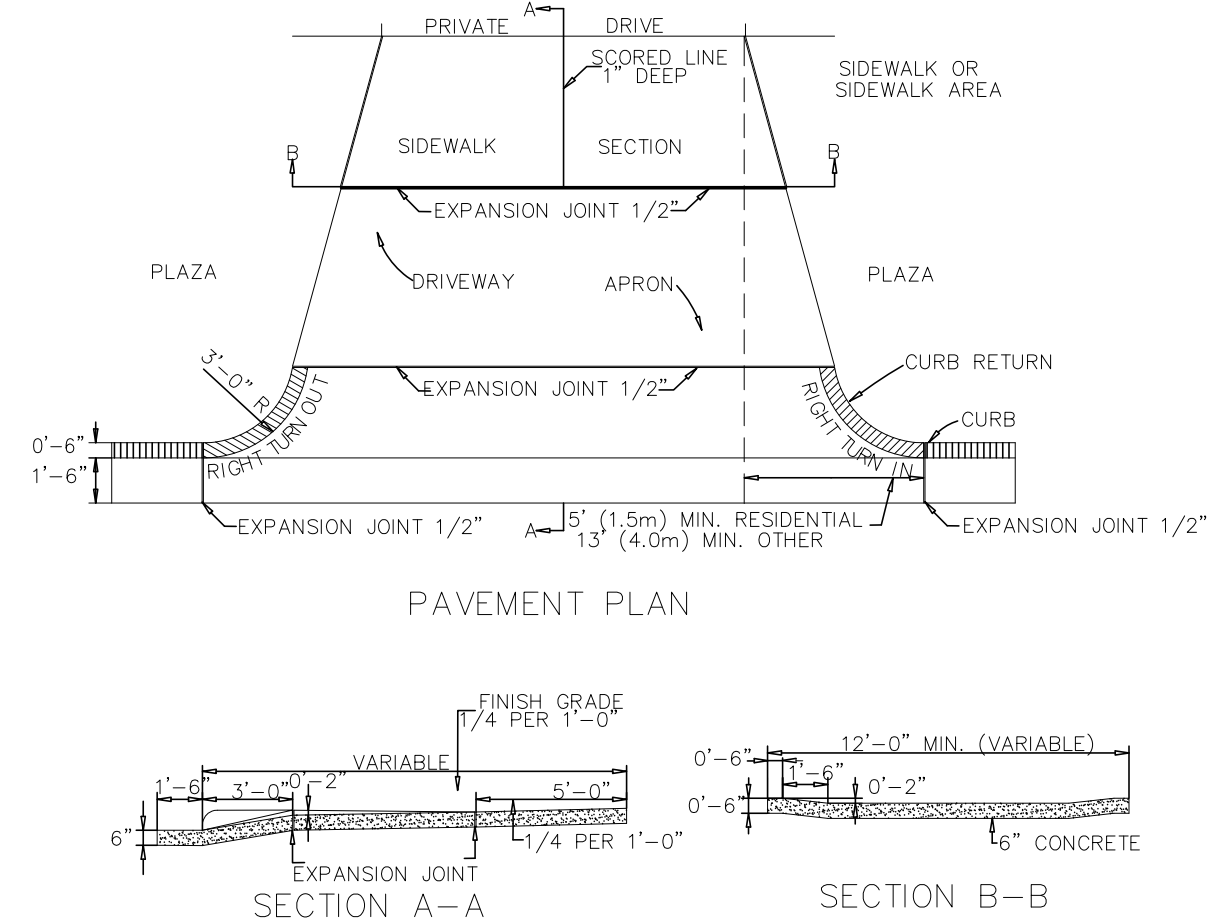 A
PRIVATE DRIVE
SCORED LINE
1" DEEP
SIDEWALK OR
SIDEWALK AREA
B
SIDEWALK SECTION
B
EXPANSION JOINT 1/2"
PLAZA
DRIVEWAY
APRON
PLAZA
3'-0" R
RIGHT TURN OUT
EXPANSION JOINT 1/2"
RIGHT TURN IN
CURB RETURN
CURB
0'-6"
1'-6"
EXPANSION JOINT 1/2"
A
5' (1.5m) MIN. RESIDENTIAL
13' (4.0m) MIN. OTHER
EXPANSION JOINT 1/2"
PAVEMENT PLAN
FINISH GRADE
1/4 PER 1'-0"
VARIABLE
1'-6"
3'-0"
0'-2"
5'-0"
6"
1/4 PER 1'-0"
EXPANSION JOINT
SECTION A-A
12'-0" MIN. (VARIABLE)
0'-6"
1'-6"
0'-2"
0'-6"
6" CONCRETE
SECTION B-B